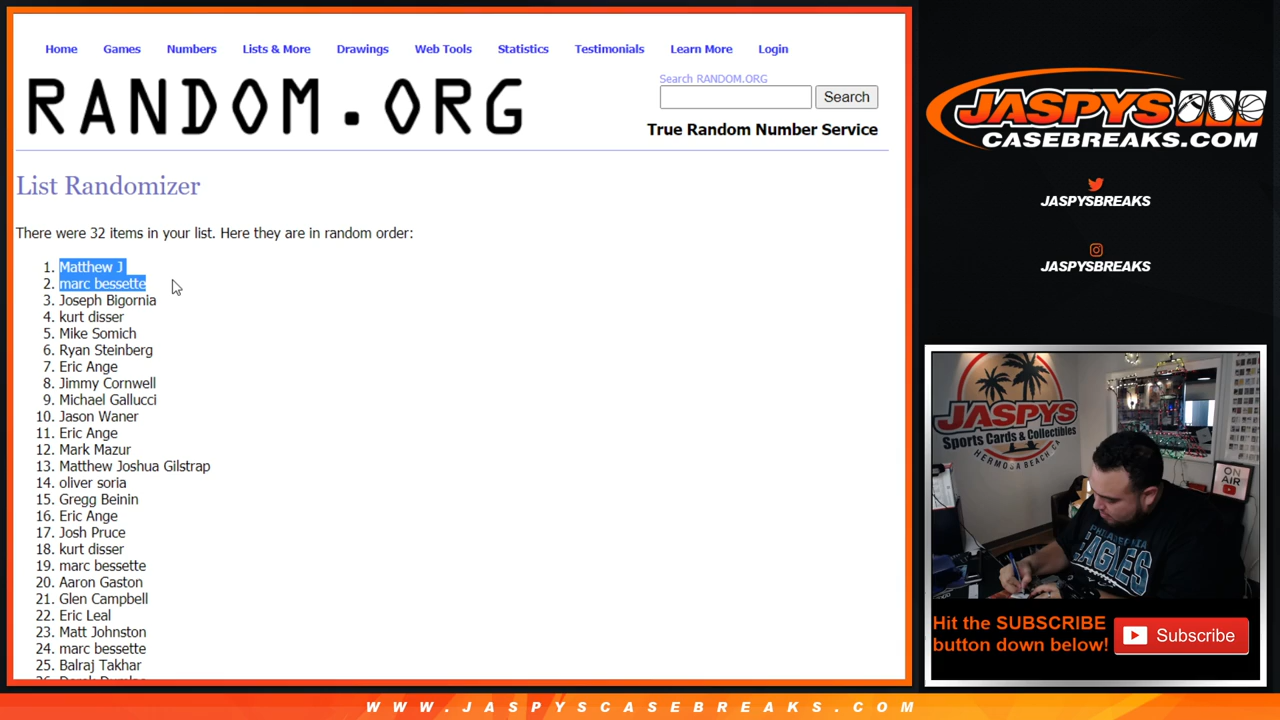 Home Games Numbers Lists & More Drawings Web Tools Statistics Testimonials Learn More Login
RANDOM.ORG
Search RANDOM.ORG
Search
True Random Number Service
List Randomizer
There were 32 items in your list. Here they are in random order:
1. Matthew J
2. marc bessette
3. Joseph Bigornia
4. kurt disser
5. Mike Somich
6. Ryan Steinberg
7. Eric Ange
8. Jimmy Cornwell
9. Michael Gallucci
10. Jason Waner
11. Eric Ange
12. Mark Mazur
13. Matthew Joshua Gilstrap
14. oliver soria
15. Gregg Beinin
16. Eric Ange
17. Josh Pruce
18. kurt disser
19. marc bessette
20. Aaron Gaston
21. Glen Campbell
22. Eric Leal
23. Matt Johnston
24. marc bessette
25. Balraj Takhar
JASPYS
CASEBREAKS.COM
JASPYSBREAKS
JASPYSBREAKS
JASPYS
Sports Cards & Collectibles
HERMOSA BEACH CA
ON
AIR
PHILADELPHIA
EAGLES
Hit the SUBSCRIBE
button down below!
Subscribe
WWW.JASPYSCASEBREAKS.COM